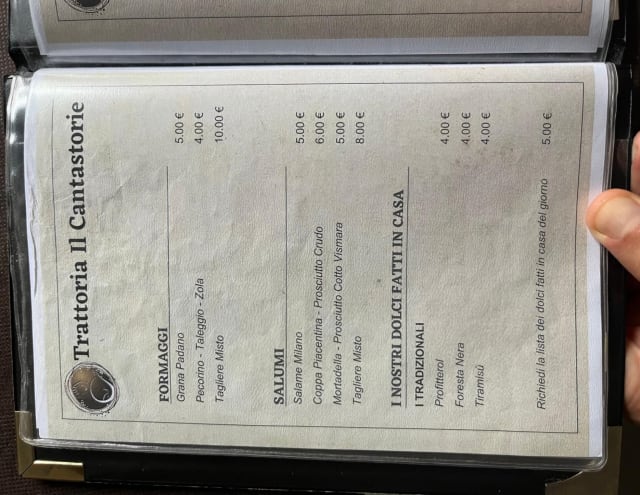 Trattoria Il Cantastorie
FORMAGGI
Grana Padano 5.00 €
Pecorino - Taleggio - Zola 4.00 €
Tagliere Misto 10.00 €
SALUMI
Salame Milano 5.00 €
Coppa Piacentina - Prosciutto Crudo 6.00 €
Mortadella - Prosciutto Cotto Vismara 5.00 €
Tagliere Misto 8.00 €
I NOSTRI DOLCI FATTI IN CASA
I TRADIZIONALI
Profitterol 4.00 €
Foresta Nera 4.00 €
Tiramisù 4.00 €
Richiedi la lista dei dolci fatti in casa del giorno 5.00 €